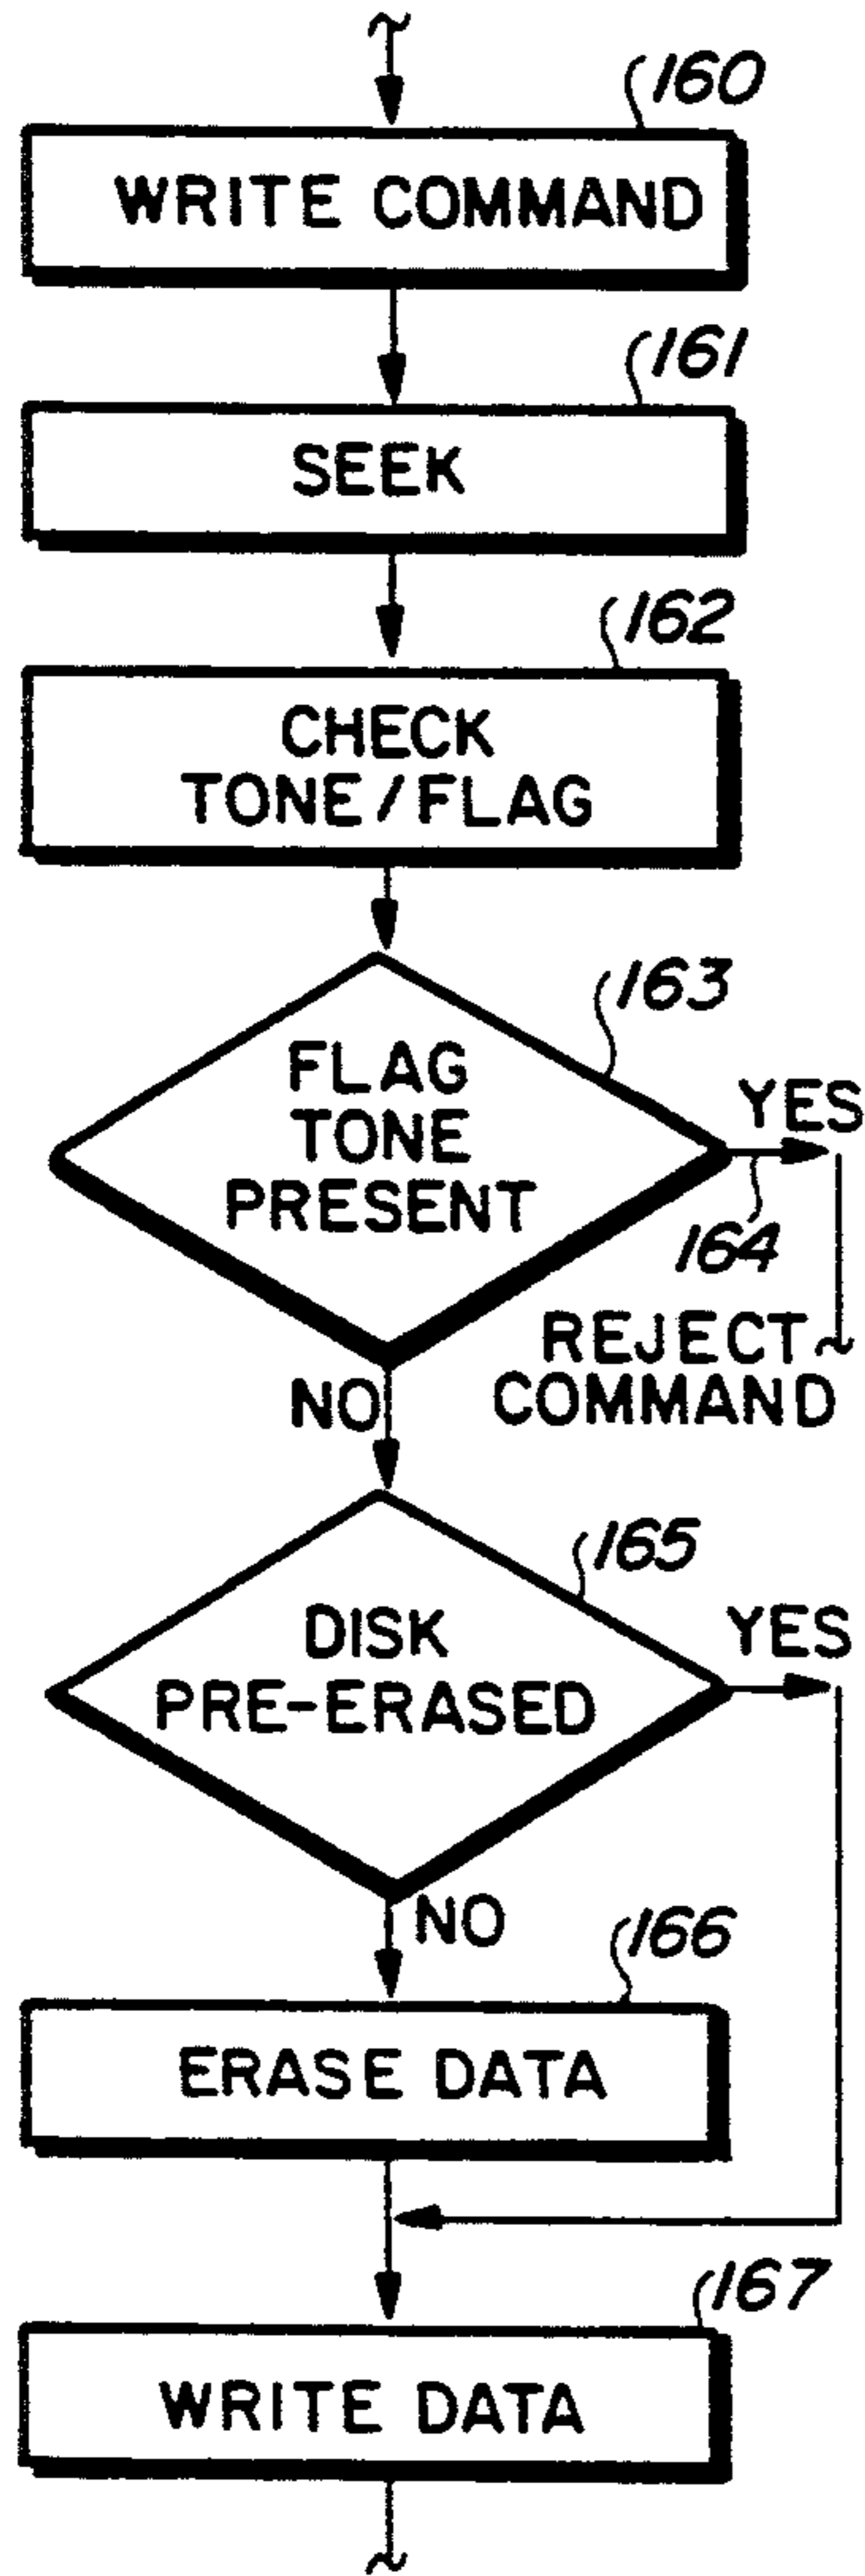 160
WRITE COMMAND
161
SEEK
162
CHECK
TONE/FLAG
163
FLAG
TONE
PRESENT
YES
164
REJECT
COMMAND
NO
165
DISK
PRE-ERASED
YES
NO
166
ERASE DATA
167
WRITE DATA